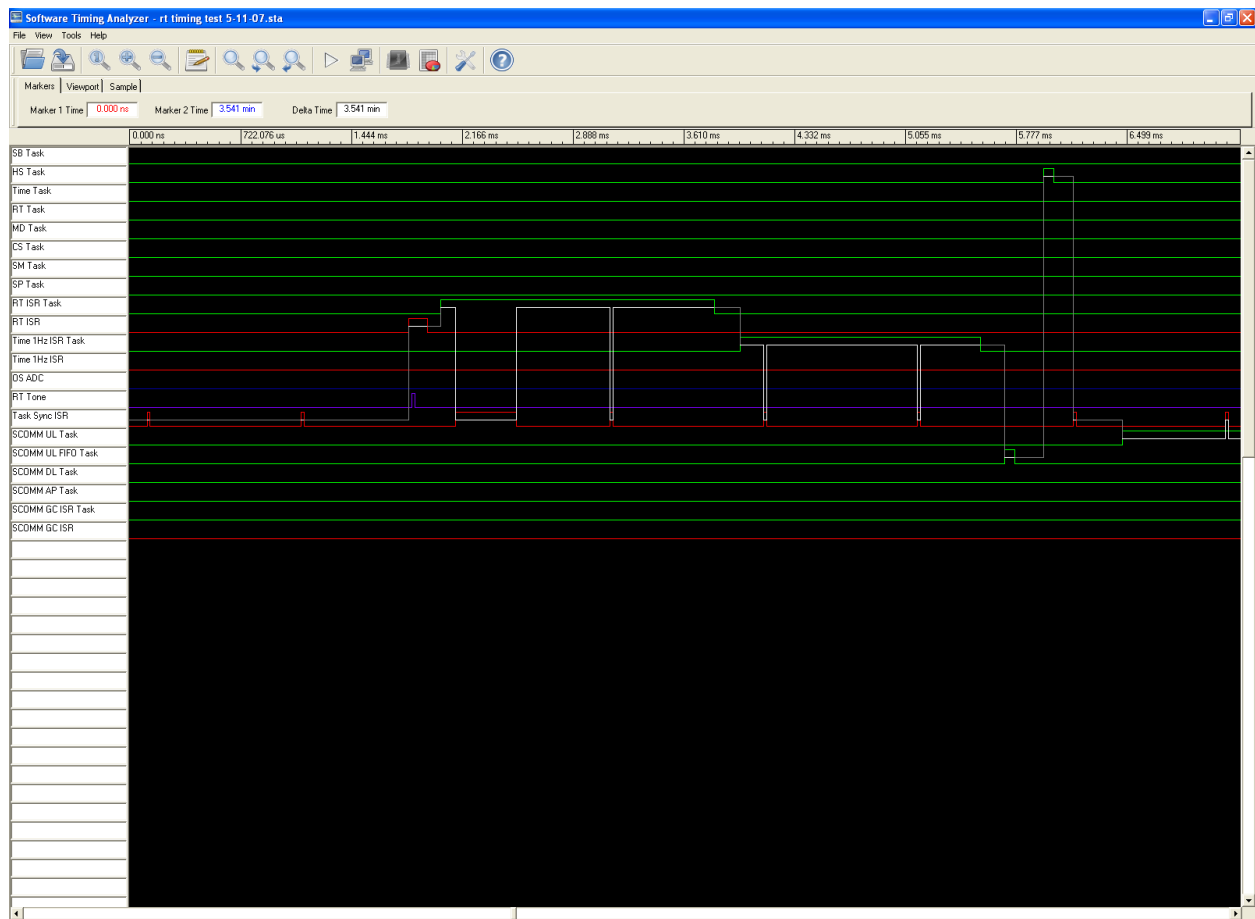 Software Timing Analyzer - rt timing test 5-11-07.sta
File View Tools Help
Markers Viewport Sample
Marker 1 Time 0.000 ns Marker 2 Time 3.541 min Delta Time 3.541 min
0.000 ns 722.076 us 1.444 ms 2.166 ms 2.888 ms 3.610 ms 4.332 ms 5.055 ms 5.777 ms 6.499 ms
SB Task
HS Task
Time Task
RT Task
MD Task
CS Task
SM Task
SP Task
RT ISR Task
RT ISR
Time 1Hz ISR Task
Time 1Hz ISR
OS ADC
RT Tone
Task Sync ISR
SCOMM UL Task
SCOMM UL FIFO Task
SCOMM DL Task
SCOMM AP Task
SCOMM GC ISR Task
SCOMM GC ISR